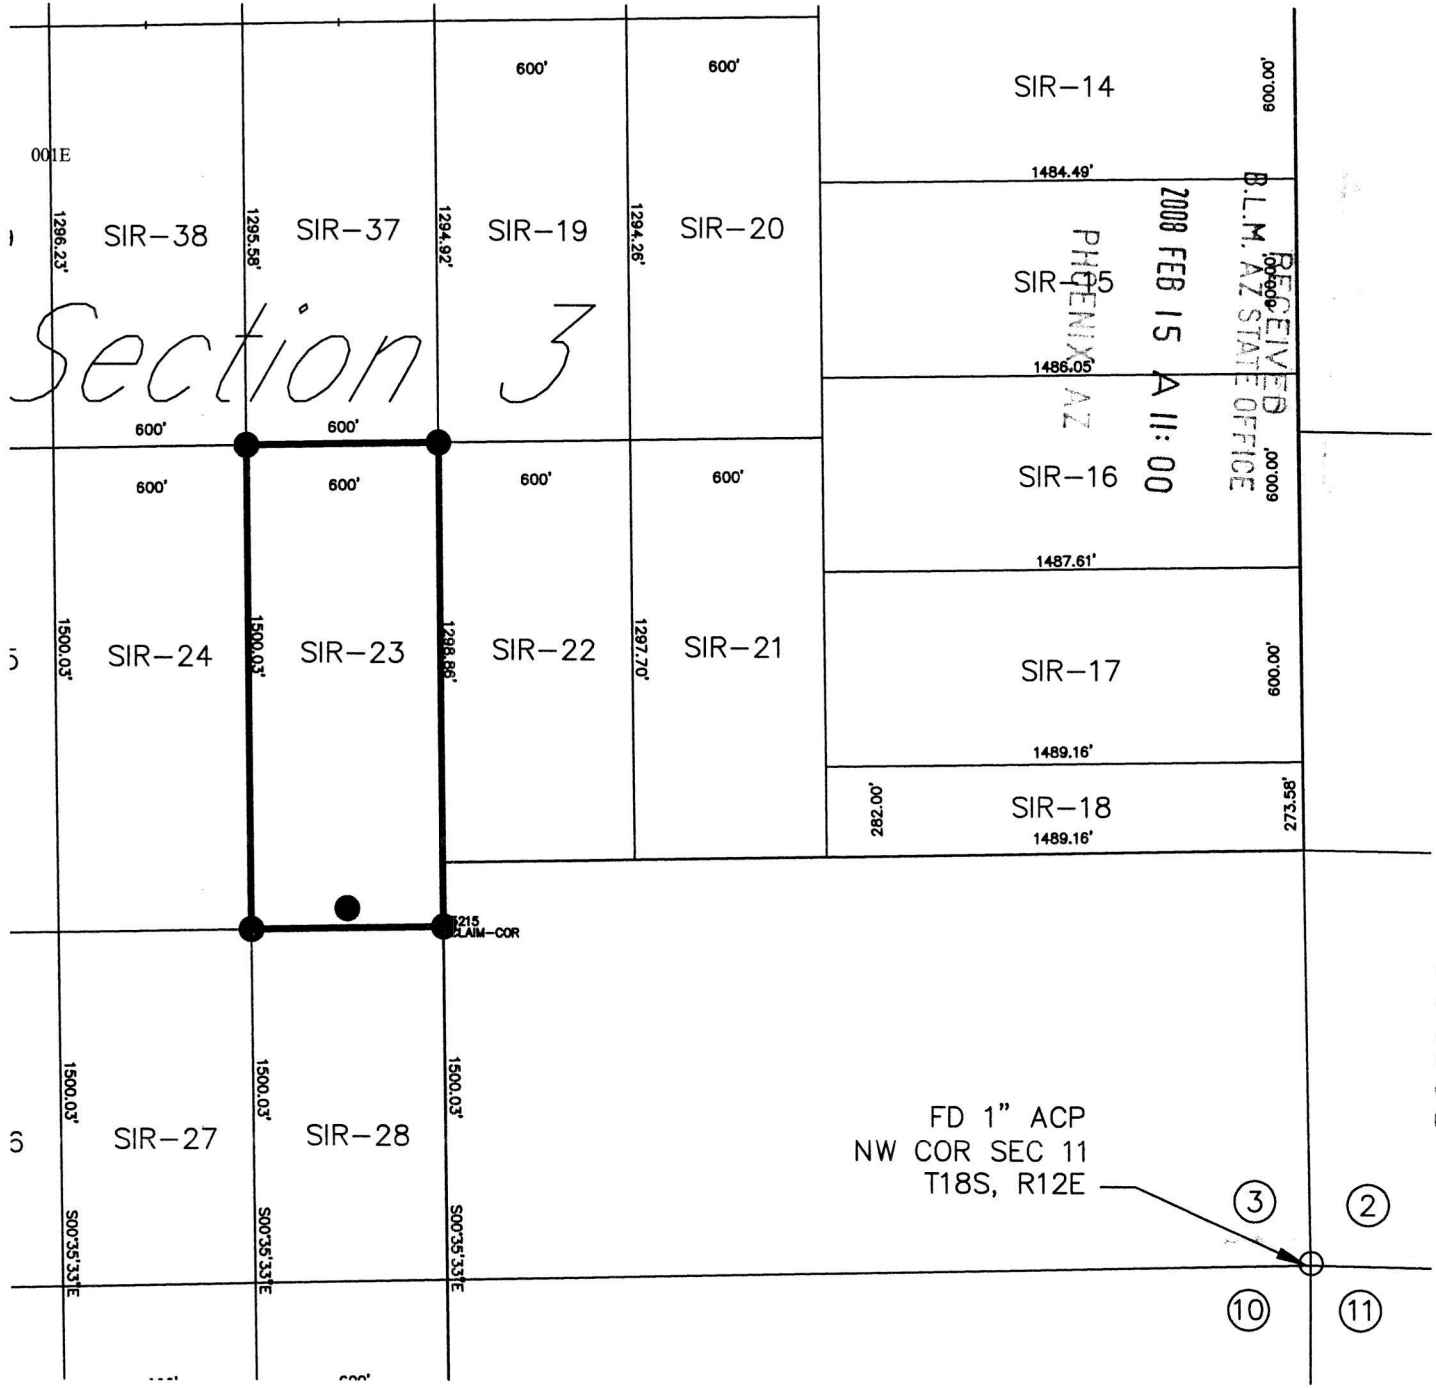 600'
600'
SIR-14
600.00'
001E
1484.49'
1296.23'
SIR-38
1295.58'
SIR-37
1294.92'
SIR-19
1294.26'
SIR-20
SIR-15
600.00'
RECEIVED
B.L.M. AZ STATE OFFICE
2008 FEB 15 A 11:00
PHOENIX, AZ
Section 3
1486.05'
600'
600'
600'
600'
600'
600'
SIR-16
600.00'
1487.61'
1500.03'
SIR-24
1500.03'
SIR-23
1298.86'
SIR-22
1297.70'
SIR-21
SIR-17
600.00'
1489.16'
282.00'
SIR-18
273.58'
1489.16'
5215
CLAIM-COR
1500.03'
SIR-27
1500.03'
SIR-28
1500.03'
FD 1" ACP
NW COR SEC 11
T18S, R12E
3
2
S00°35'33"E
S00°35'33"E
S00°35'33"E
10
11